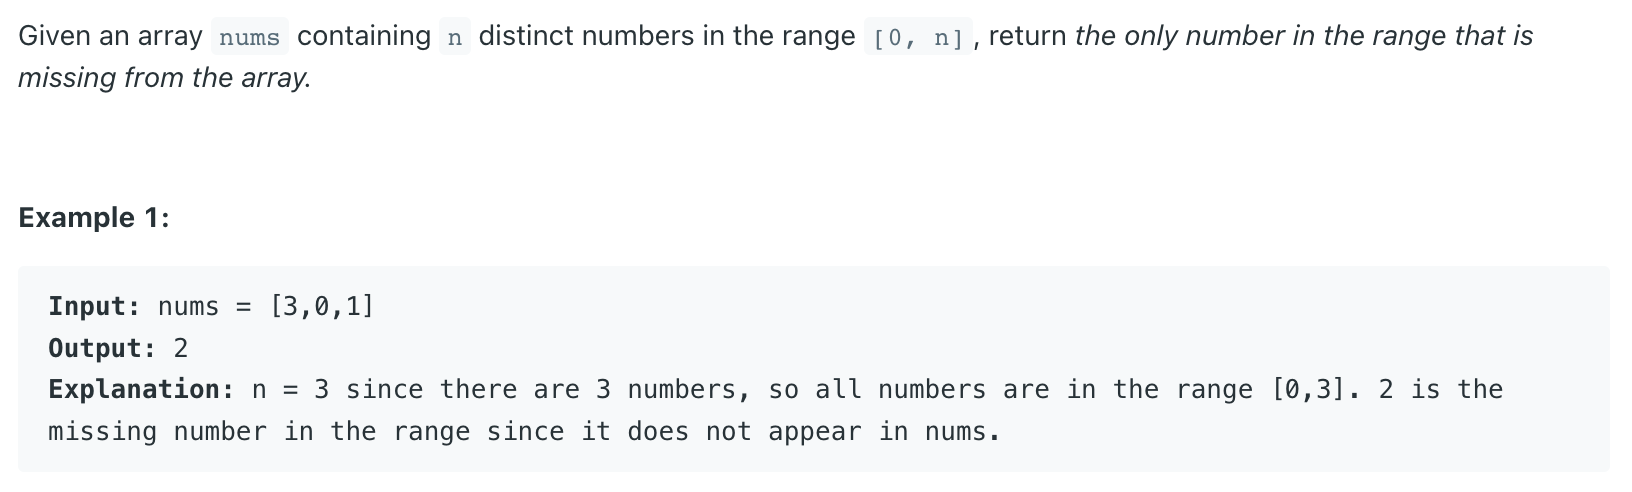 Given an array nums containing n distinct numbers in the range [0, n], return the only number in the range that is
missing from the array.
Example 1:
Input: nums = [3,0,1]
Output: 2
Explanation: n = 3 since there are 3 numbers, so all numbers are in the range [0,3]. 2 is the
missing number in the range since it does not appear in nums.